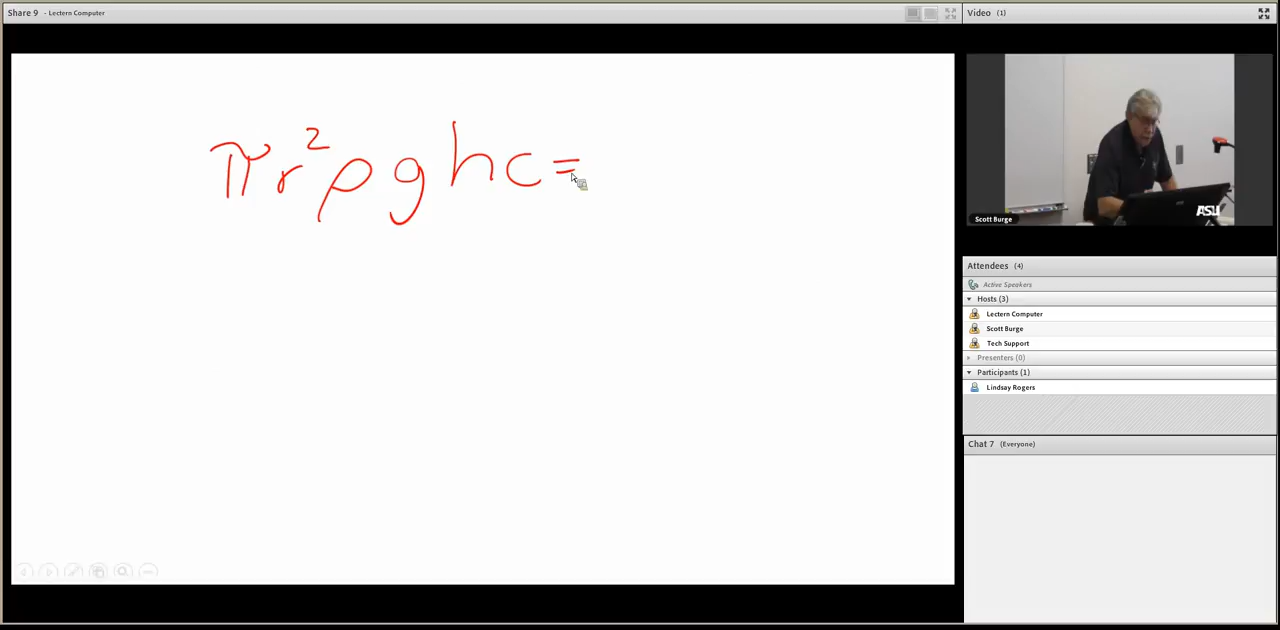 Share 9 - Lectern Computer
Video (1)
πr²ρghc=
ASU
Scott Burge
Attendees (4)
Active Speakers
Hosts (3)
Lectern Computer
Scott Burge
Tech Support
Presenters (0)
Participants (1)
Lindsay Rogers
Chat 7 (Everyone)